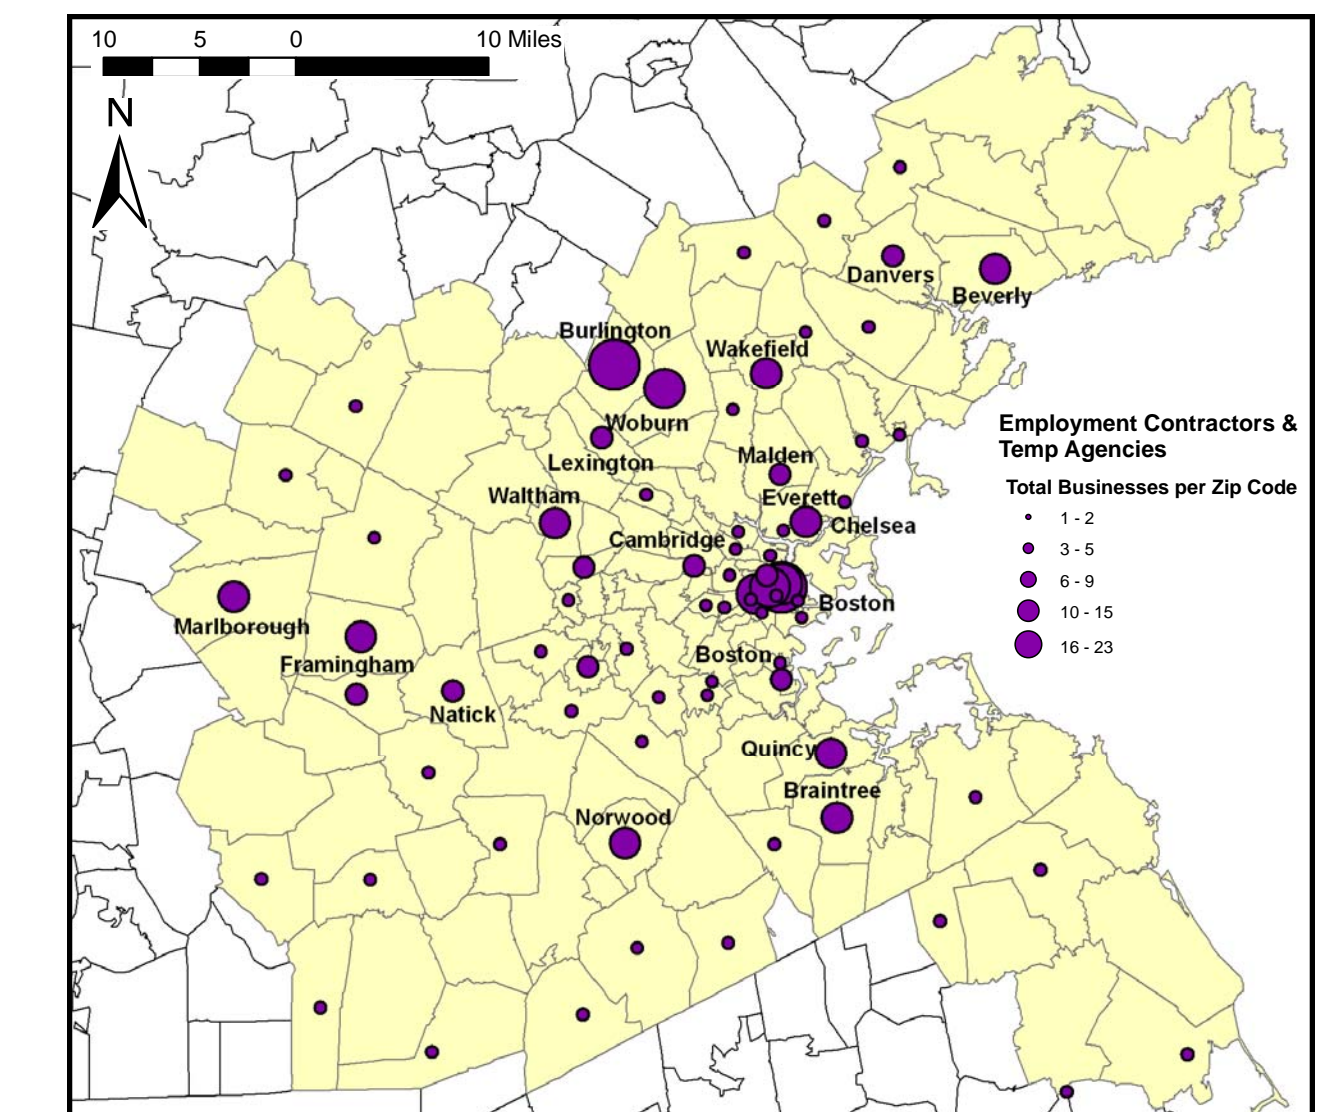 10 5 0 10 Miles
N
Danvers
Beverly
Burlington
Wakefield
Woburn
Lexington
Malden
Waltham
Everett
Chelsea
Cambridge
Boston
Marlborough
Framingham
Boston
Natick
Quincy
Braintree
Norwood
Employment Contractors &
Temp Agencies
Total Businesses per Zip Code
1 - 2
3 - 5
6 - 9
10 - 15
16 - 23